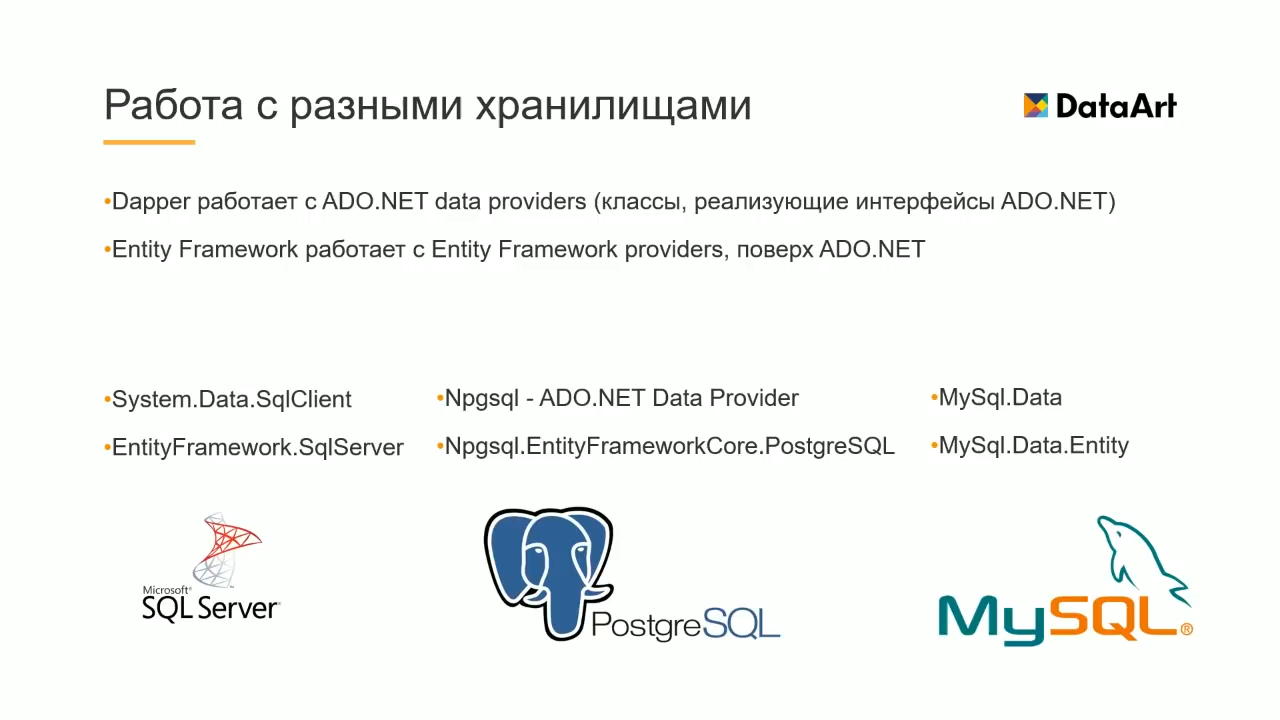 Работа с разными хранилищами
DataArt
•Dapper работает с ADO.NET data providers (классы, реализующие интерфейсы ADO.NET)
•Entity Framework работает с Entity Framework providers, поверх ADO.NET
•System.Data.SqlClient
•EntityFramework.SqlServer
•Npgsql - ADO.NET Data Provider
•Npgsql.EntityFrameworkCore.PostgreSQL
•MySql.Data
•MySql.Data.Entity
Microsoft®
SQL Server
PostgreSQL
MySQL®